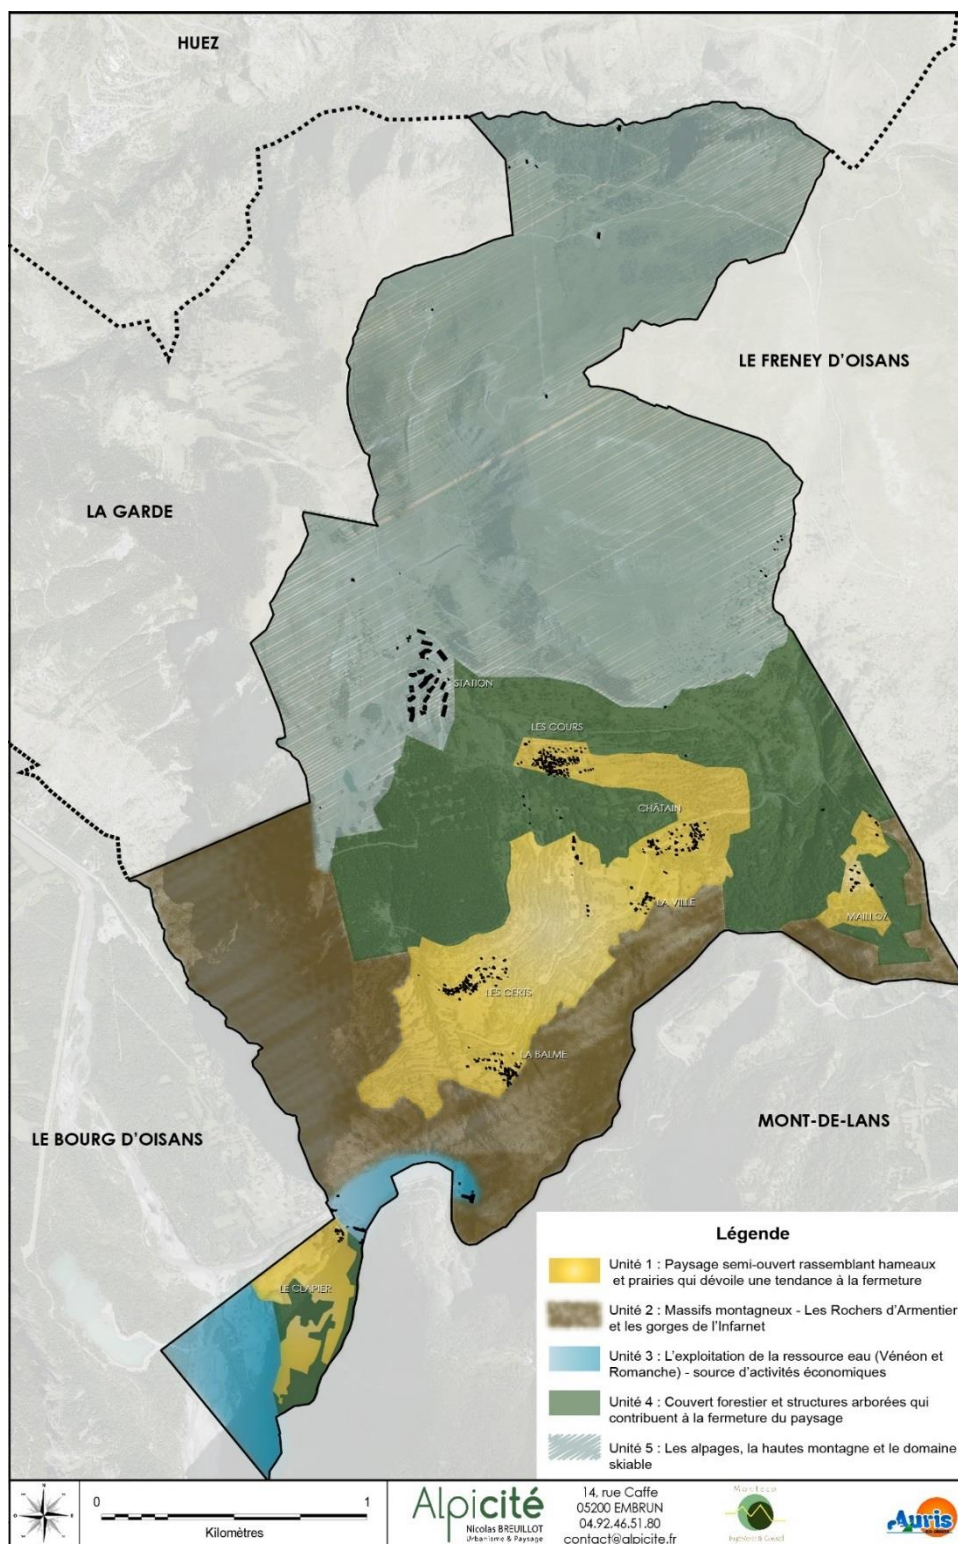 HUEZ
LE FRENEY D'OISANS
LA GARDE
STATION
LES COURS
CHÂTAIN
LA VILLE
MAILLOZ
LES CERTS
LA BALME
MONT-DE-LANS
LE BOURG D'OISANS
LE CLAPIER
Légende
Unité 1 : Paysage semi-ouvert rassemblant hameaux
et prairies qui dévoile une tendance à la fermeture
Unité 2 : Massifs montagneux - Les Rochers d'Armentier
et les gorges de l'Infarnet
Unité 3 : L'exploitation de la ressource eau (Vénéon et
Romanche) - source d'activités économiques
Unité 4 : Couvert forestier et structures arborées qui
contribuent à la fermeture du paysage
Unité 5 : Les alpages, la hautes montagne et le domaine
skiable
0 1
Kilomètres
Alpicité
Nicolas BREUILLOT
Urbanisme & Paysage
14, rue Caffe
05200 EMBRUN
04.92.46.51.80
contact@alpicite.fr
Monteco
Ingénierie & Conseil
Auris